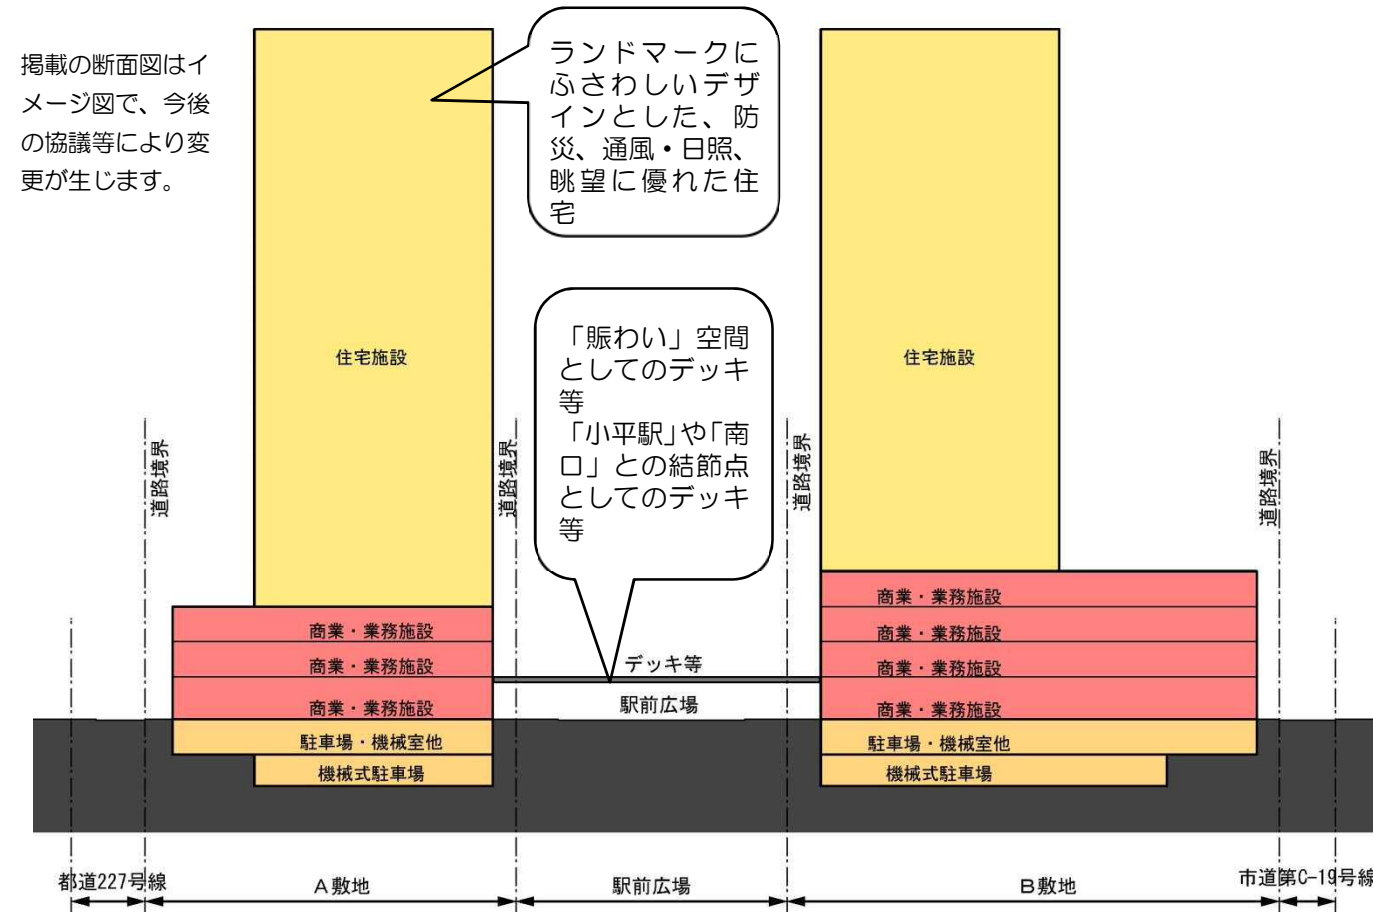 掲載の断面図はイ
メージ図で、今後
の協議等により変
更が生じます。
ランドマークに
ふさわしいデザ
インとした、防
災、通風・日照、
眺望に優れた住
宅
「賑わい」空間
としてのデッキ
等
「小平駅」や「南
口」との結節点
としてのデッキ
等
住宅施設
住宅施設
道路境界
道路境界
道路境界
道路境界
商業・業務施設
商業・業務施設
商業・業務施設
駐車場・機械室他
機械式駐車場
デッキ等
駅前広場
商業・業務施設
商業・業務施設
商業・業務施設
商業・業務施設
駐車場・機械室他
機械式駐車場
都道227号線
A敷地
駅前広場
B敷地
市道第C-19号線